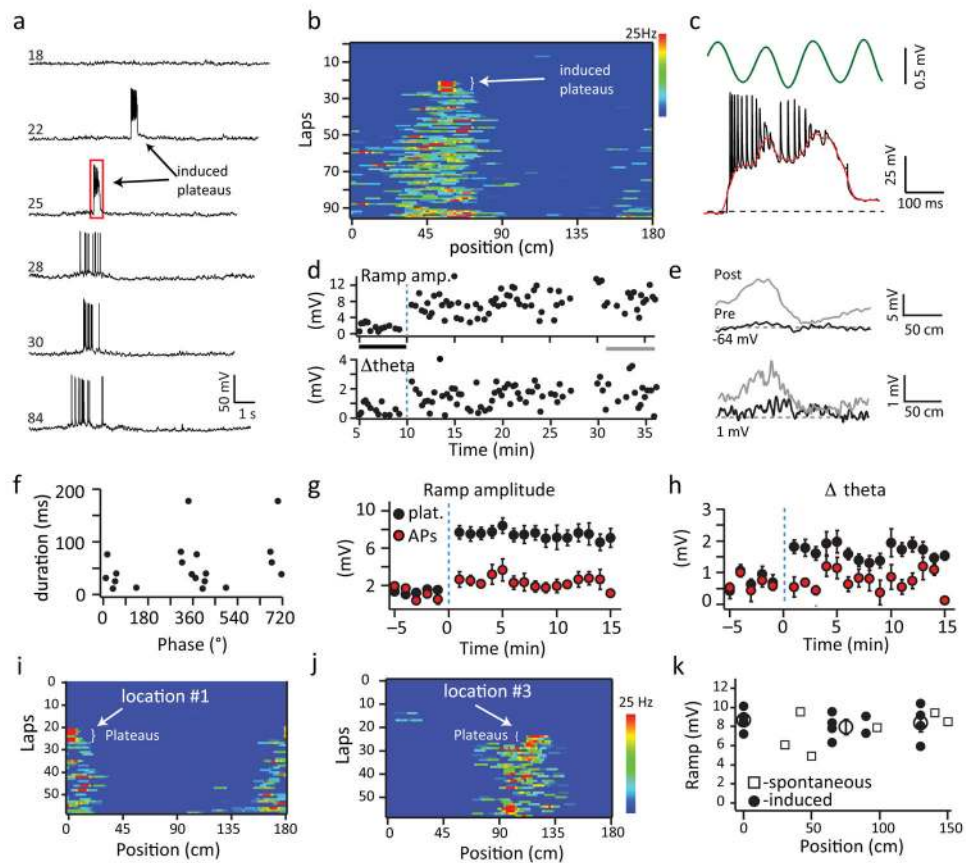 a
18
22
induced
plateaus
25
28
30
84
50 mV
1 s
b
25Hz
Laps
10
30
50
70
90
induced
plateaus
0
45
90
135
180
position (cm)
c
0.5 mV
25 mV
100 ms
d
Ramp amp.
(mV)
12
8
4
0
Δtheta
(mV)
4
2
0
5
10
15
20
25
30
35
Time (min)
e
Post
Pre
-64 mV
5 mV
50 cm
1 mV
50 cm
1 mV
f
duration (ms)
200
100
0
0
180
360
540
720
Phase (°)
g
Ramp amplitude
plat.
APs
(mV)
10
6
2
−5
0
5
10
15
Time (min)
h
Δ theta
(mV)
3
2
1
0
−5
0
5
10
15
Time (min)
i
location #1
Plateaus
Laps
0
10
20
30
40
50
0
45
90
135
180
Position (cm)
j
location #3
Plateaus
25 Hz
Laps
0
10
20
30
40
50
0
45
90
135
180
Position (cm)
k
Ramp (mV)
12
10
8
6
4
2
0
□-spontaneous
●-induced
0
50
100
150
Position (cm)